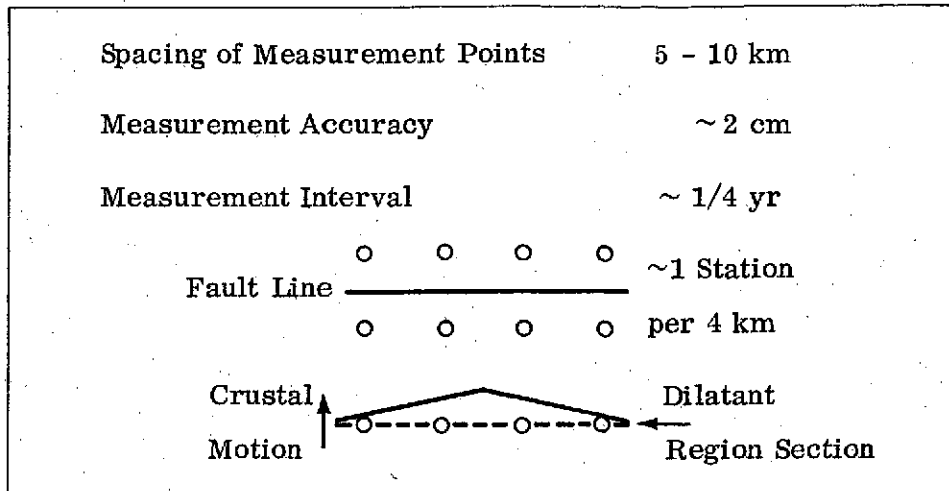 Spacing of Measurement Points 5 - 10 km
Measurement Accuracy ~ 2 cm
Measurement Interval ~ 1/4 yr
~1 Station
Fault Line
per 4 km
Crustal Dilatant
Motion Region Section